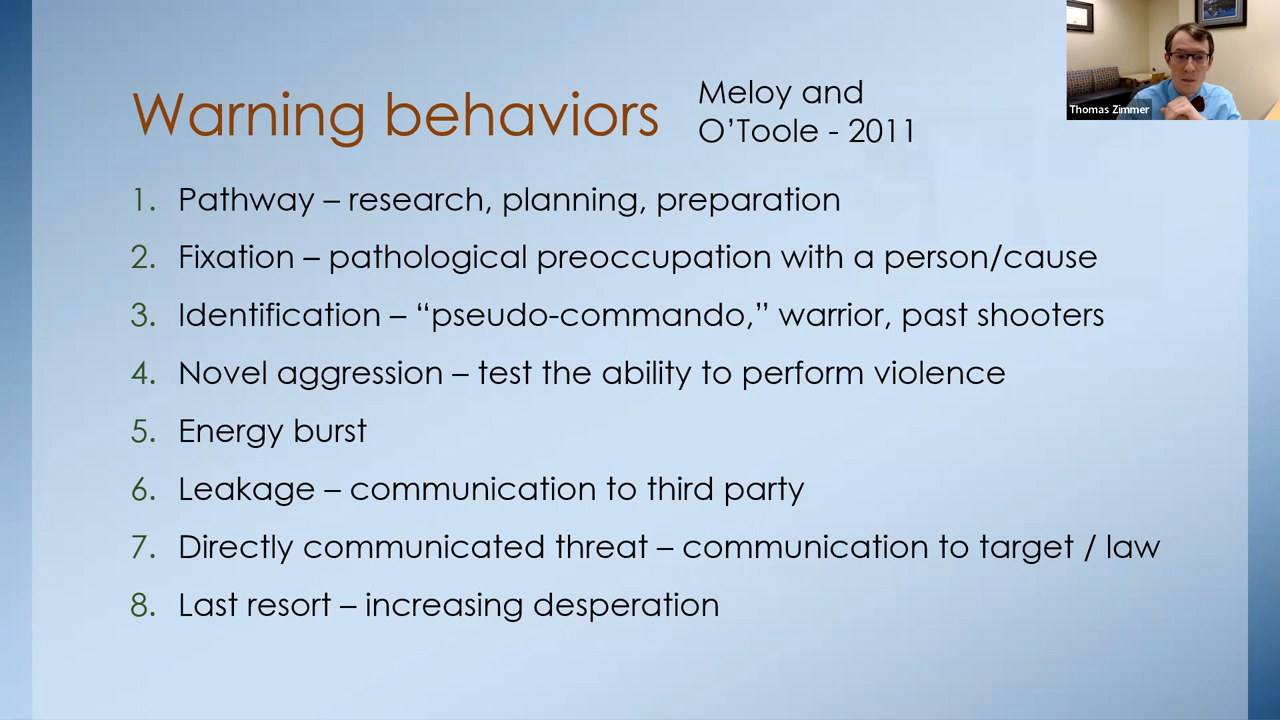 Warning behaviors
Meloy and
O’Toole - 2011
Thomas Zimmer
1. Pathway – research, planning, preparation
2. Fixation – pathological preoccupation with a person/cause
3. Identification – “pseudo-commando,” warrior, past shooters
4. Novel aggression – test the ability to perform violence
5. Energy burst
6. Leakage – communication to third party
7. Directly communicated threat – communication to target / law
8. Last resort – increasing desperation